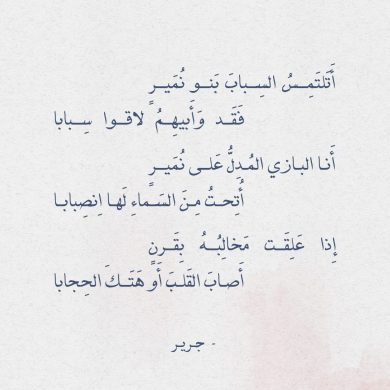 أَتَلتَمِسُ السِبابَ بَنو نُمَيرٍ
فَقَد وَأَبيهِمُ لاقوا سِبابا
أَنا البازي المُدِلُّ عَلى نُمَيرٍ
أُتِحتُ مِنَ السَماءِ لَها اِنصِبابا
إِذا عَلِقَت مَخالِبُهُ بِقَرنٍ
أَصابَ القَلبَ أَو هَتَكَ الحِجابا
- جرير